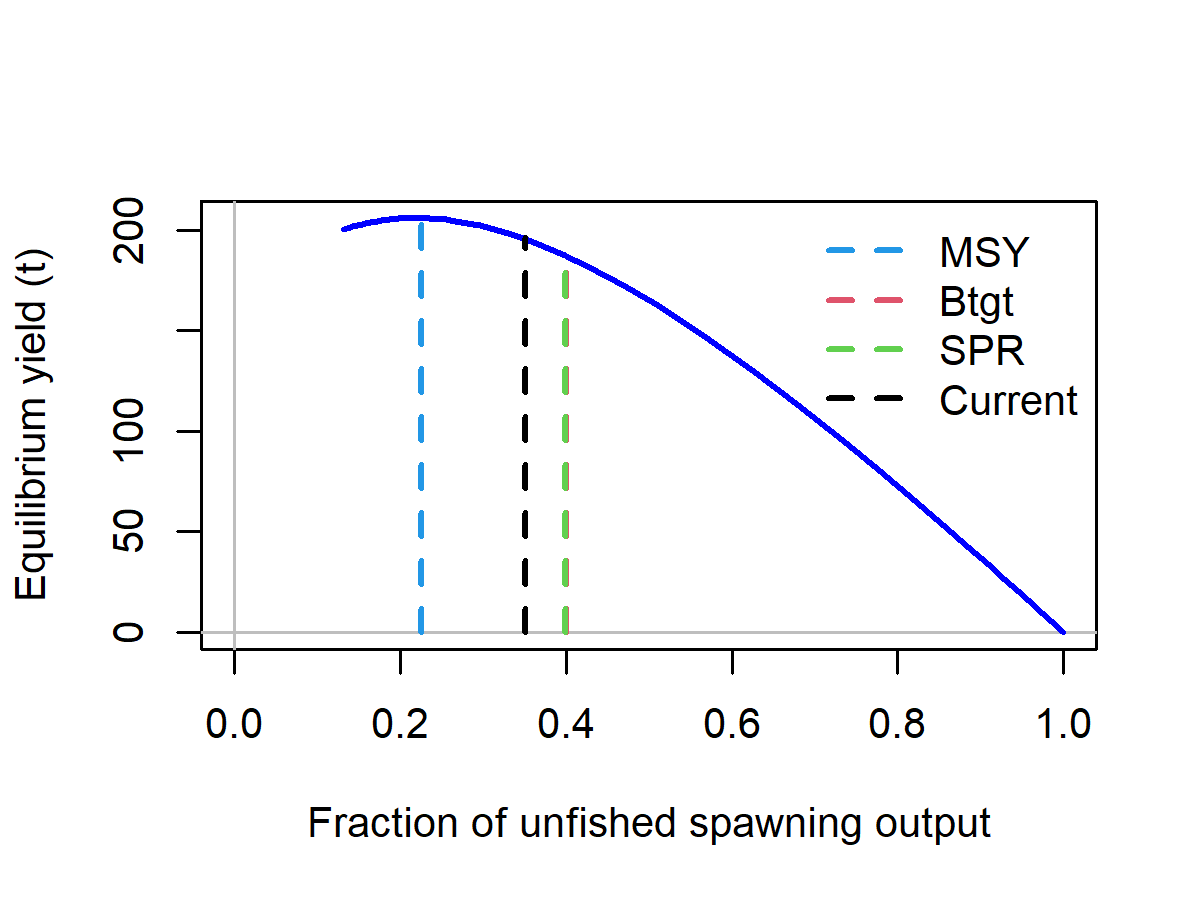 Equilibrium yield (t)
200
100
50
0
MSY
Btgt
SPR
Current
0.0 0.2 0.4 0.6 0.8 1.0
Fraction of unfished spawning output